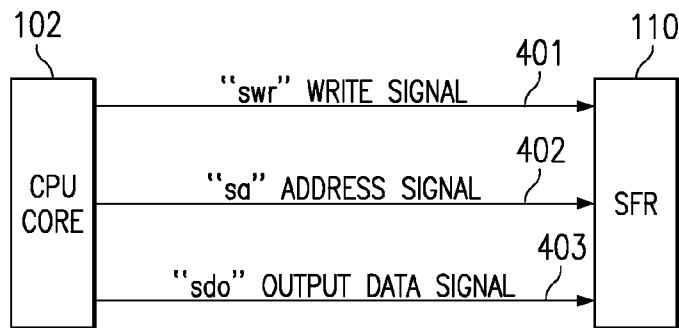 102
110
401
"swr" WRITE SIGNAL
402
CPU
CORE
"sa" ADDRESS SIGNAL
SFR
403
"sdo" OUTPUT DATA SIGNAL